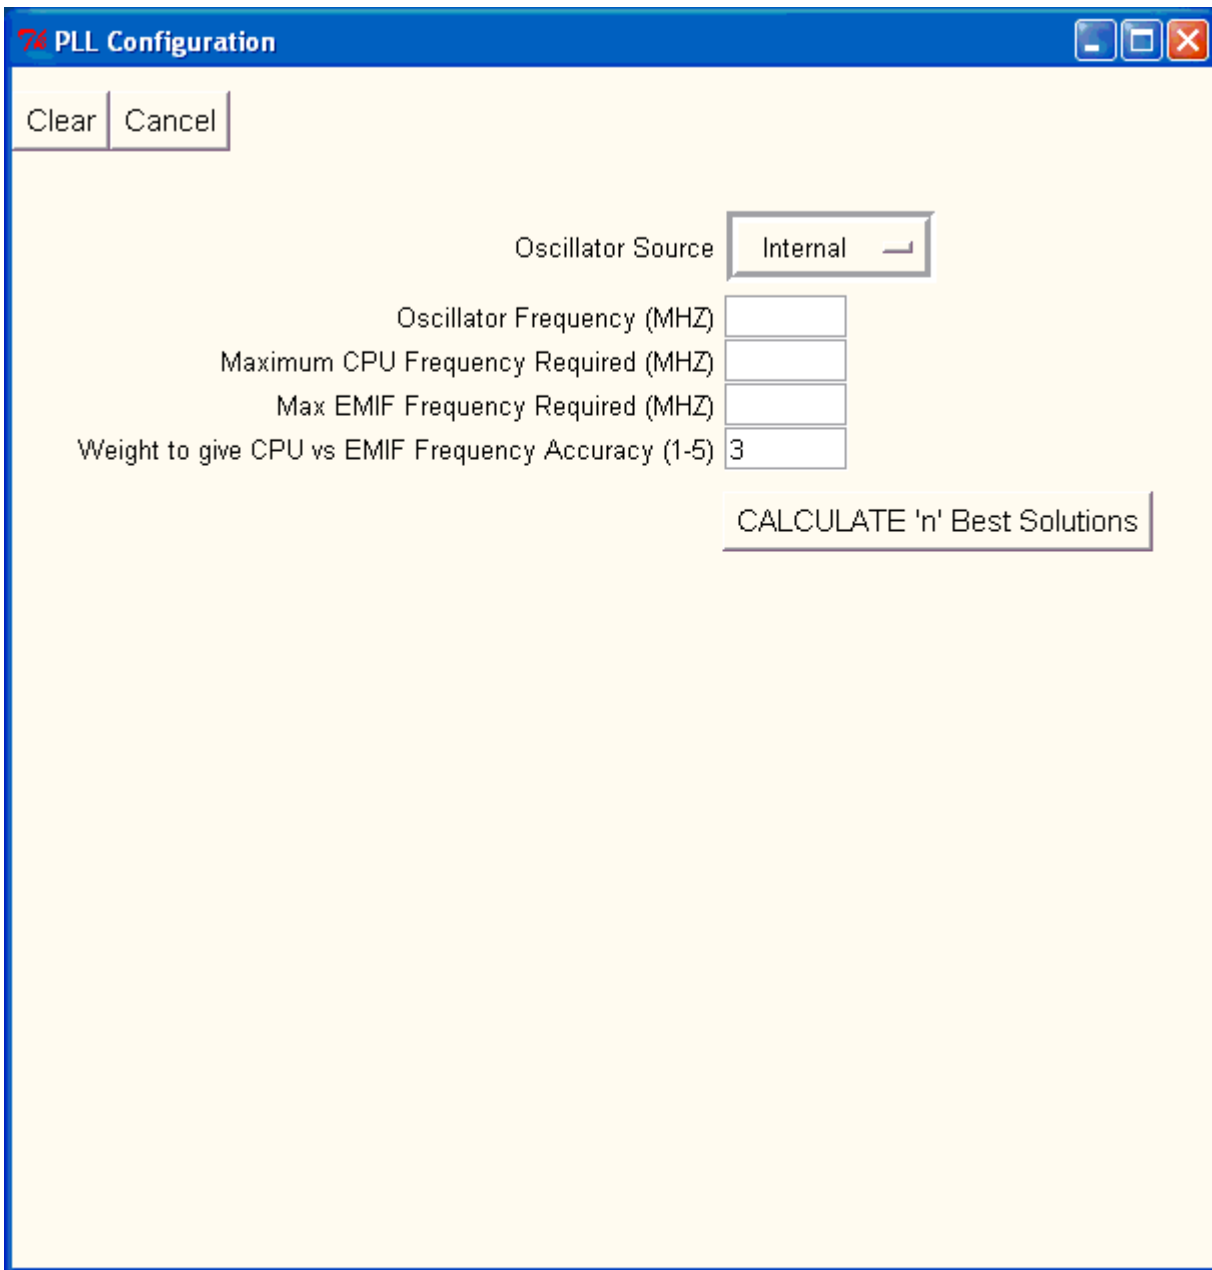 PLL Configuration
Clear Cancel
Oscillator Source Internal
Oscillator Frequency (MHZ)
Maximum CPU Frequency Required (MHZ)
Max EMIF Frequency Required (MHZ)
Weight to give CPU vs EMIF Frequency Accuracy (1-5) 3
CALCULATE 'n' Best Solutions